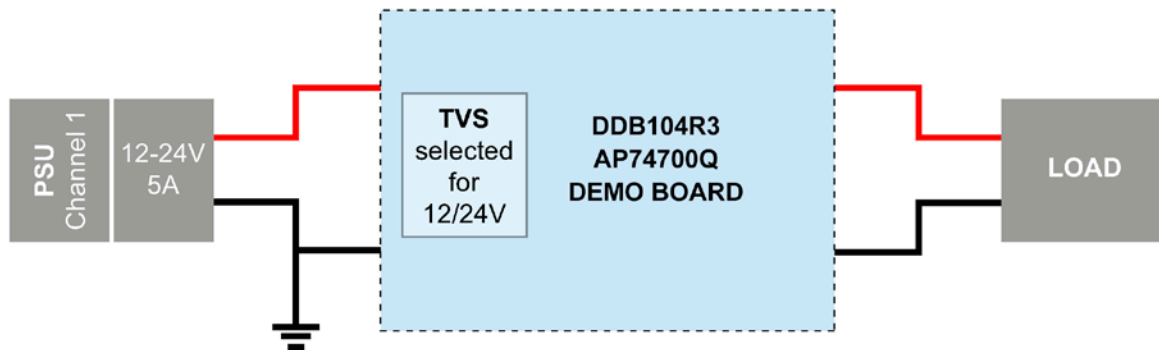 PSU
Channel 1
12-24V
5A
TVS
selected
for
12/24V
DDB104R3
AP74700Q
DEMO BOARD
LOAD